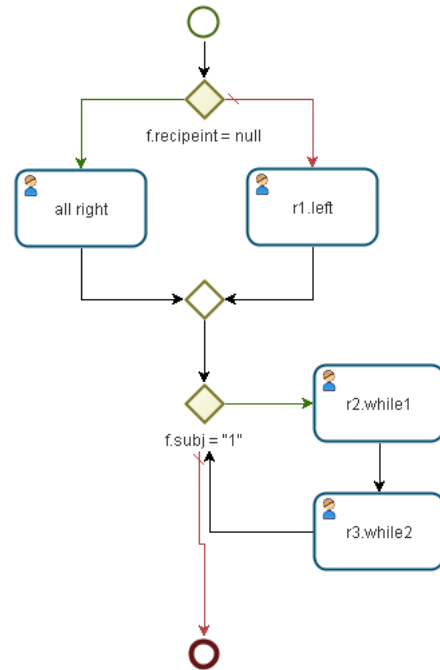 f.recipeint = null
all right
r1.left
f.subj = "1"
r2.while1
r3.while2